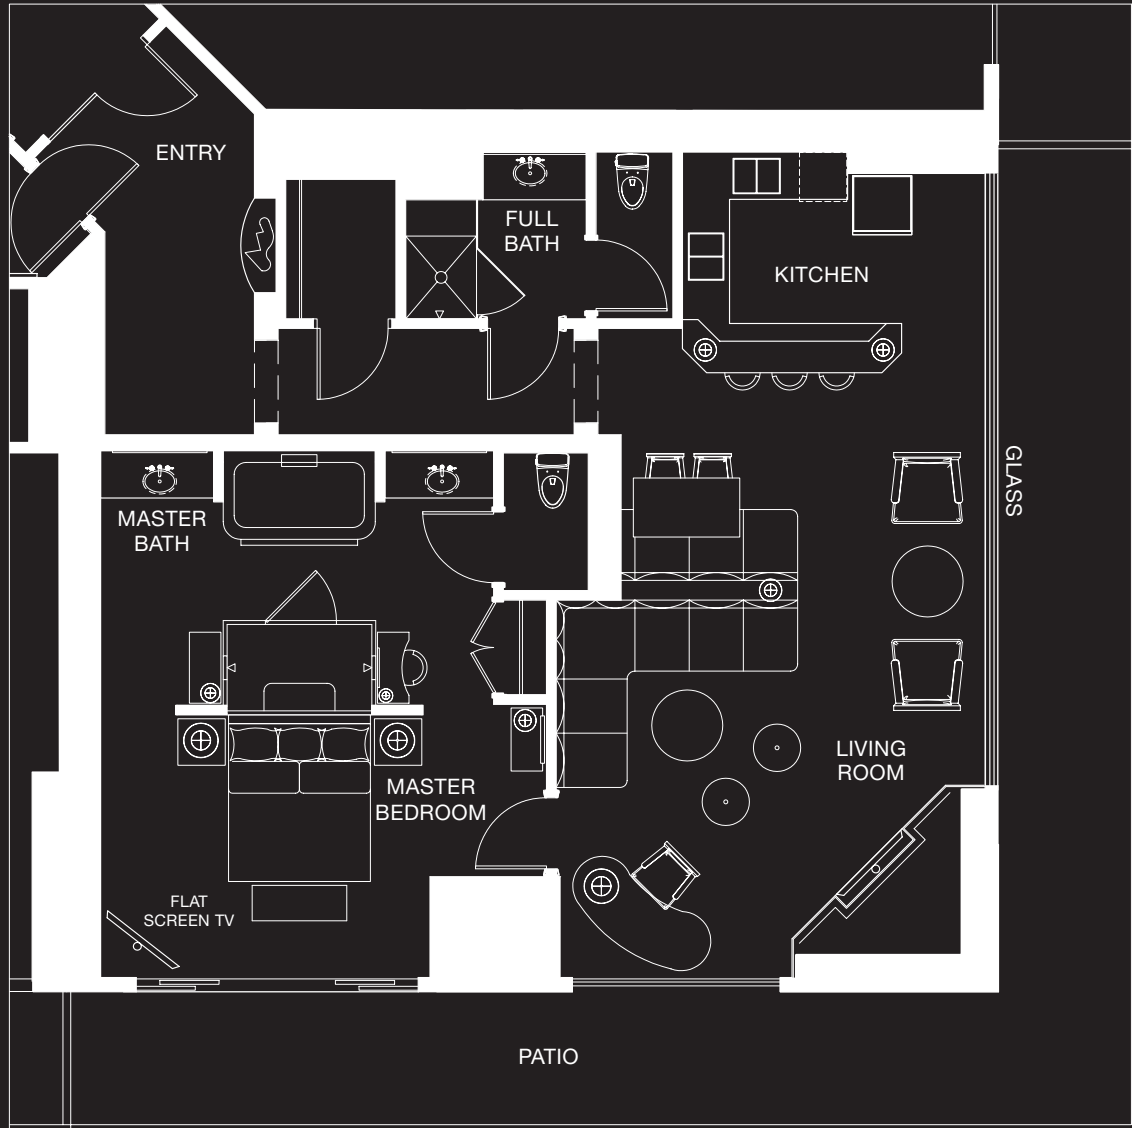 ENTRY
FULL
BATH
KITCHEN
GLASS
MASTER
BATH
LIVING
ROOM
MASTER
BEDROOM
FLAT
SCREEN TV
PATIO